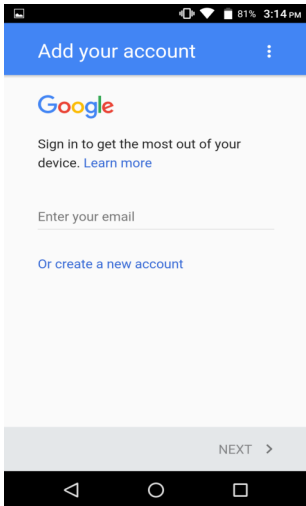 81% 3:14 PM
Add your account
Google
Sign in to get the most out of your
device. Learn more
Enter your email
Or create a new account
NEXT